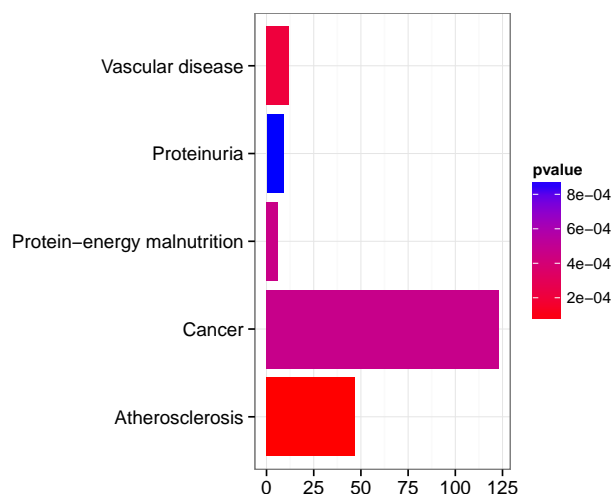 Vascular disease
Proteinuria
Protein−energy malnutrition
Cancer
Atherosclerosis
0 25 50 75 100 125
pvalue
8e−04
6e−04
4e−04
2e−04